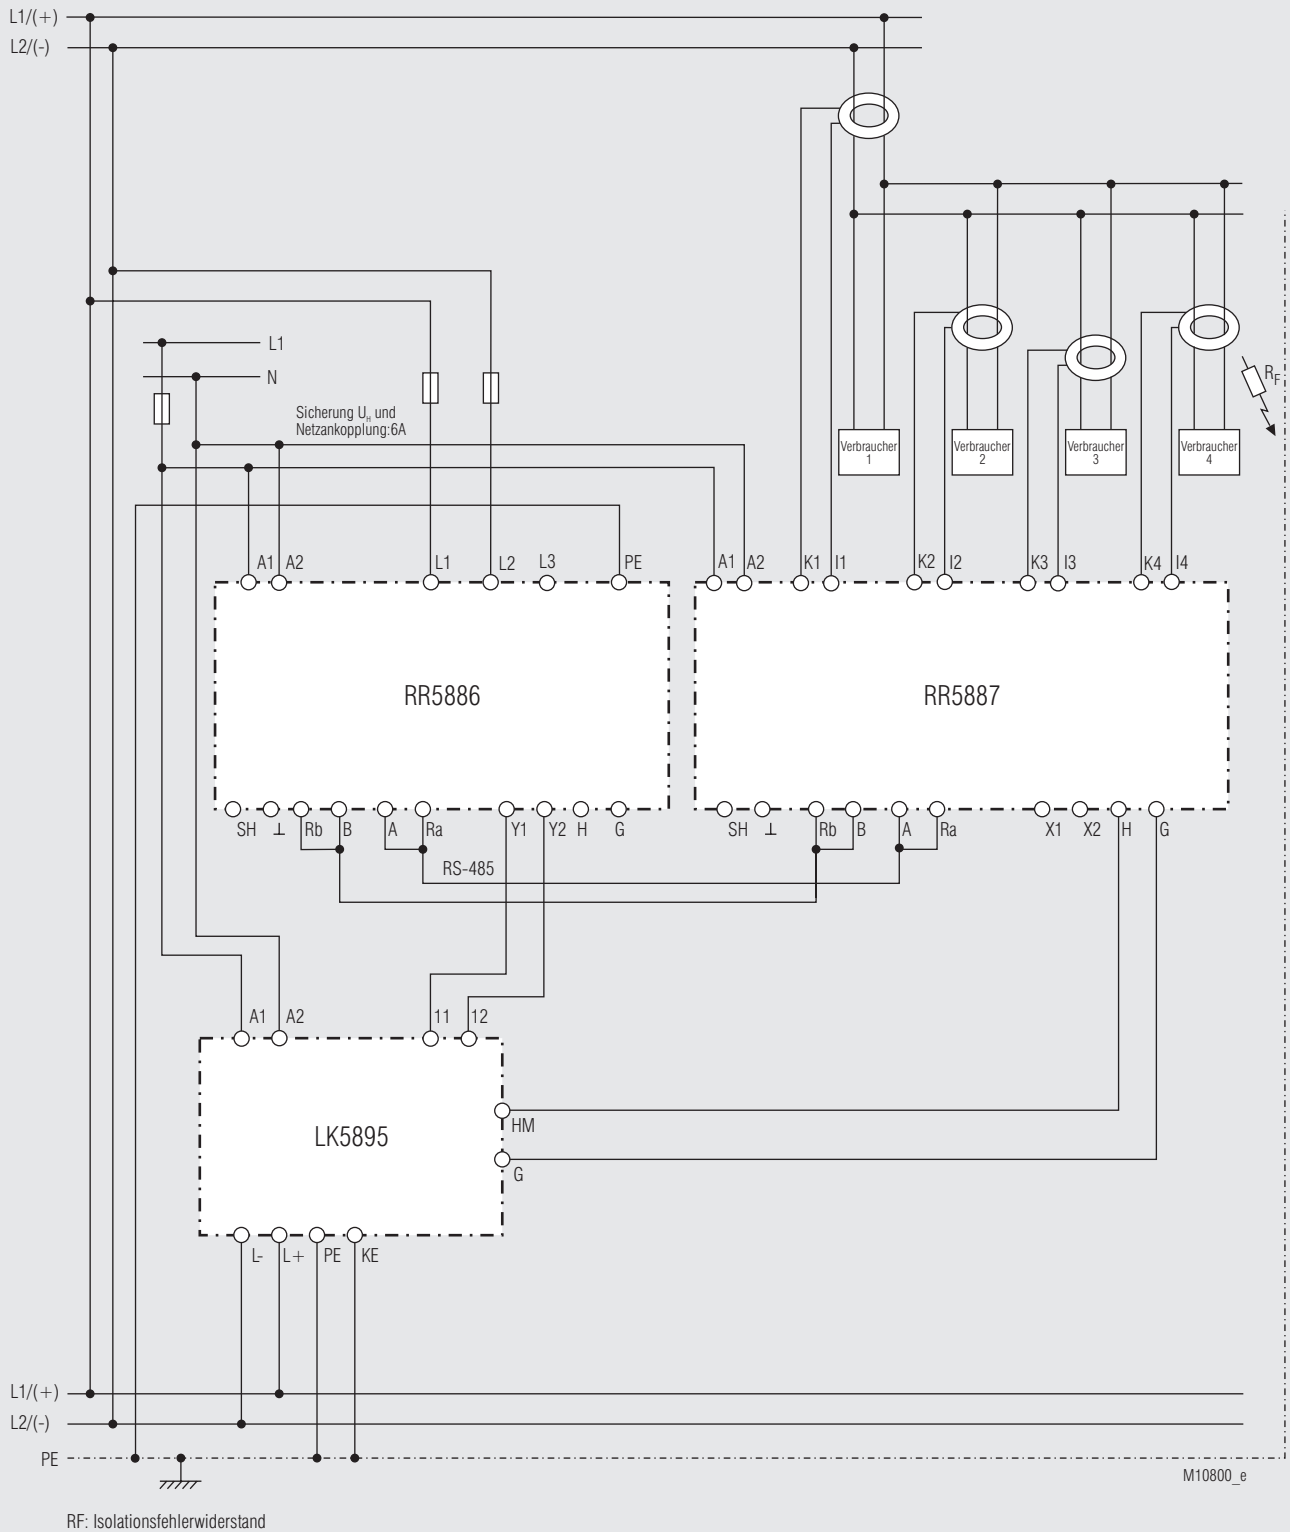 L1/(+)
L2/(-)
L1
N
Sicherung U_H und
Netzankopplung:6A
R_F
Verbraucher
1
Verbraucher
2
Verbraucher
3
Verbraucher
4
A1 A2 L1 L2 L3 PE
A1 A2 K1 I1 K2 I2 K3 I3 K4 I4
RR5886
RR5887
SH ⊥ Rb B A Ra Y1 Y2 H G
SH ⊥ Rb B A Ra X1 X2 H G
RS-485
A1 A2 11 12
LK5895
HM
G
L- L+ PE KE
L1/(+)
L2/(-)
PE
M10800_e
RF: Isolationsfehlerwiderstand